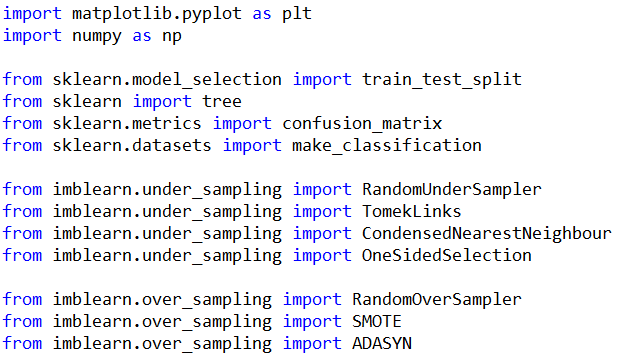 import matplotlib.pyplot as plt
import numpy as np
from sklearn.model_selection import train_test_split
from sklearn import tree
from sklearn.metrics import confusion_matrix
from sklearn.datasets import make_classification
from imblearn.under_sampling import RandomUnderSampler
from imblearn.under_sampling import TomekLinks
from imblearn.under_sampling import CondensedNearestNeighbour
from imblearn.under_sampling import OneSidedSelection
from imblearn.over_sampling import RandomOverSampler
from imblearn.over_sampling import SMOTE
from imblearn.over_sampling import ADASYN